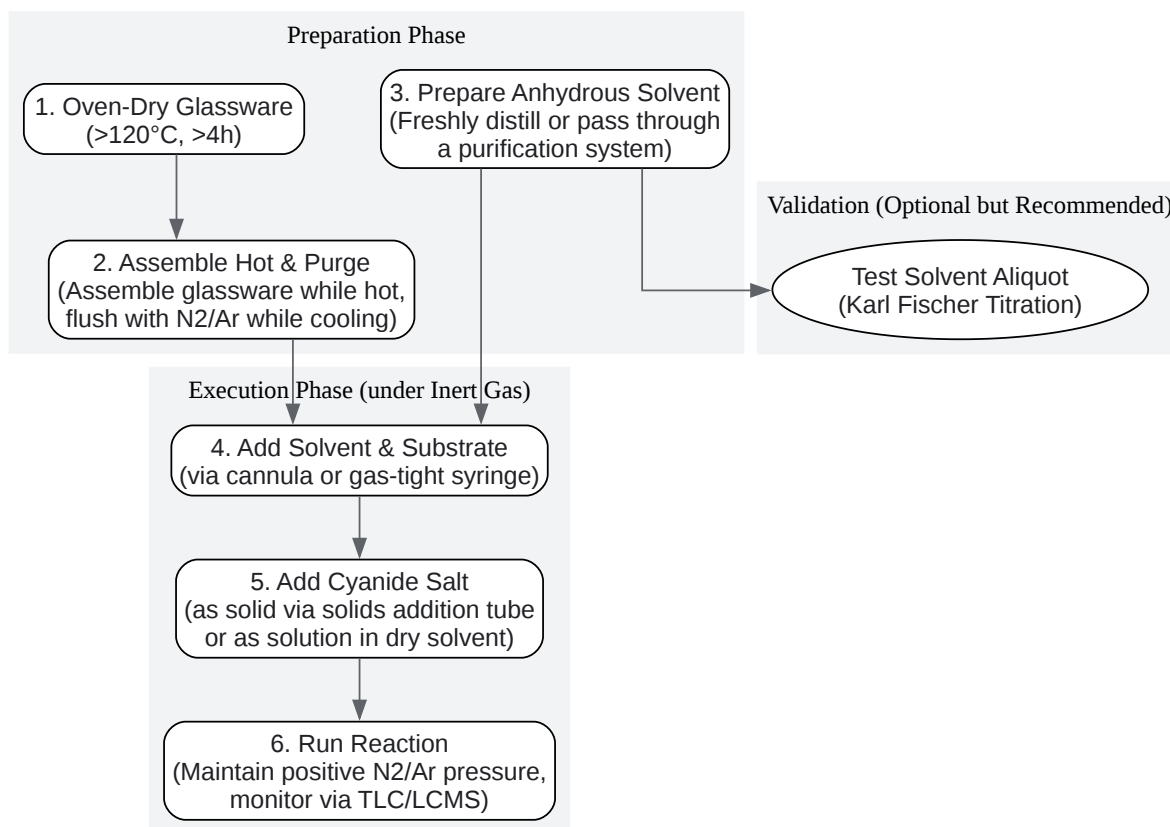 Preparation Phase
1. Oven-Dry Glassware
(>120°C, >4h)
3. Prepare Anhydrous Solvent
(Freshly distill or pass through
a purification system)
2. Assemble Hot & Purge
(Assemble glassware while hot,
flush with N2/Ar while cooling)
Validation (Optional but Recommended)
Test Solvent Aliquot
(Karl Fischer Titration)
Execution Phase (under Inert Gas)
4. Add Solvent & Substrate
(via cannula or gas-tight syringe)
5. Add Cyanide Salt
(as solid via solids addition tube
or as solution in dry solvent)
6. Run Reaction
(Maintain positive N2/Ar pressure,
monitor via TLC/LCMS)